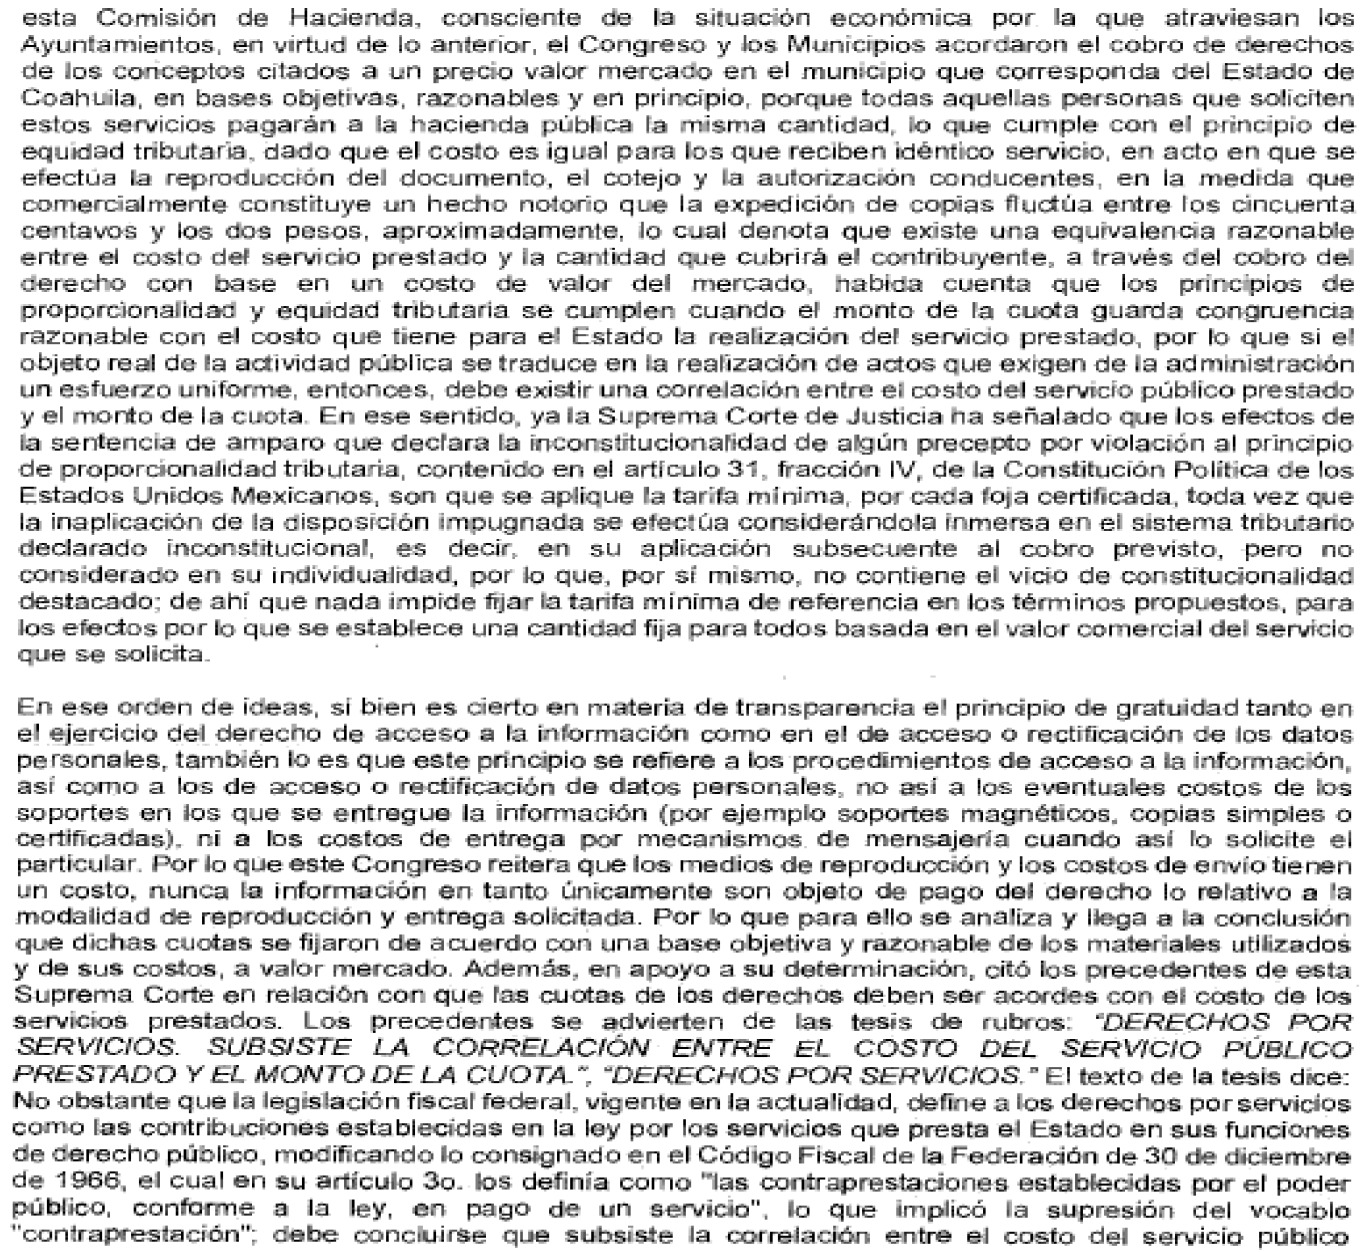 esta Comisión de Hacienda, consciente de la situación económica por la que atraviesan los
Ayuntamientos, en virtud de lo anterior, el Congreso y los Municipios acordaron el cobro de derechos
de los conceptos citados a un precio valor mercado en el municipio que corresponda del Estado de
Coahuila, en bases objetivas, razonables y en principio, porque todas aquellas personas que soliciten
estos servicios pagarán a la hacienda pública la misma cantidad, lo que cumple con el principio de
equidad tributaria, dado que el costo es igual para los que reciben idéntico servicio, en acto en que se
efectúa la reproducción del documento, el cotejo y la autorización conducentes, en la medida que
comercialmente constituye un hecho notorio que la expedición de copias fluctúa entre los cincuenta
centavos y los dos pesos, aproximadamente, lo cual denota que existe una equivalencia razonable
entre el costo del servicio prestado y la cantidad que cubrirá el contribuyente, a través del cobro del
derecho con base en un costo de valor del mercado, habida cuenta que los principios de
proporcionalidad y equidad tributaria se cumplen cuando el monto de la cuota guarda congruencia
razonable con el costo que tiene para el Estado la realización del servicio prestado, por lo que si el
objeto real de la actividad pública se traduce en la realización de actos que exigen de la administración
un esfuerzo uniforme, entonces, debe existir una correlación entre el costo del servicio público prestado
y el monto de la cuota. En ese sentido, ya la Suprema Corte de Justicia ha señalado que los efectos de
la sentencia de amparo que declara la inconstitucionalidad de algún precepto por violación al principio
de proporcionalidad tributaria, contenido en el artículo 31, fracción IV, de la Constitución Política de los
Estados Unidos Mexicanos, son que se aplique la tarifa mínima, por cada foja certificada, toda vez que
la inaplicación de la disposición impugnada se efectúa considerándola inmersa en el sistema tributario
declarado inconstitucional, es decir, en su aplicación subsecuente al cobro previsto, pero no
considerado en su individualidad, por lo que, por sí mismo, no contiene el vicio de constitucionalidad
destacado; de ahí que nada impide fijar la tarifa mínima de referencia en los términos propuestos, para
los efectos por lo que se establece una cantidad fija para todos basada en el valor comercial del servicio
que se solicita.
En ese orden de ideas, si bien es cierto en materia de transparencia el principio de gratuidad tanto en
el ejercicio del derecho de acceso a la información como en el de acceso o rectificación de los datos
personales, también lo es que este principio se refiere a los procedimientos de acceso a la información,
así como a los de acceso o rectificación de datos personales, no así a los eventuales costos de los
soportes en los que se entregue la información (por ejemplo soportes magnéticos, copias simples o
certificadas), ni a los costos de entrega por mecanismos de mensajería cuando así lo solicite el
particular. Por lo que este Congreso reitera que los medios de reproducción y los costos de envío tienen
un costo, nunca la información en tanto únicamente son objeto de pago del derecho lo relativo a la
modalidad de reproducción y entrega solicitada. Por lo que para ello se analiza y llega a la conclusión
que dichas cuotas se fijaron de acuerdo con una base objetiva y razonable de los materiales utilizados
y de sus costos, a valor mercado. Además, en apoyo a su determinación, citó los precedentes de esta
Suprema Corte en relación con que las cuotas de los derechos deben ser acordes con el costo de los
servicios prestados. Los precedentes se advierten de las tesis de rubros: "DERECHOS POR
SERVICIOS. SUBSISTE LA CORRELACIÓN ENTRE EL COSTO DEL SERVICIO PÚBLICO
PRESTADO Y EL MONTO DE LA CUOTA.", "DERECHOS POR SERVICIOS." El texto de la tesis dice:
No obstante que la legislación fiscal federal, vigente en la actualidad, define a los derechos por servicios
como las contribuciones establecidas en la ley por los servicios que presta el Estado en sus funciones
de derecho público, modificando lo consignado en el Código Fiscal de la Federación de 30 de diciembre
de 1966, el cual en su artículo 3o. los definía como "las contraprestaciones establecidas por el poder
público, conforme a la ley, en pago de un servicio", lo que implicó la supresión del vocablo
"contraprestación"; debe concluirse que subsiste la correlación entre el costo del servicio público